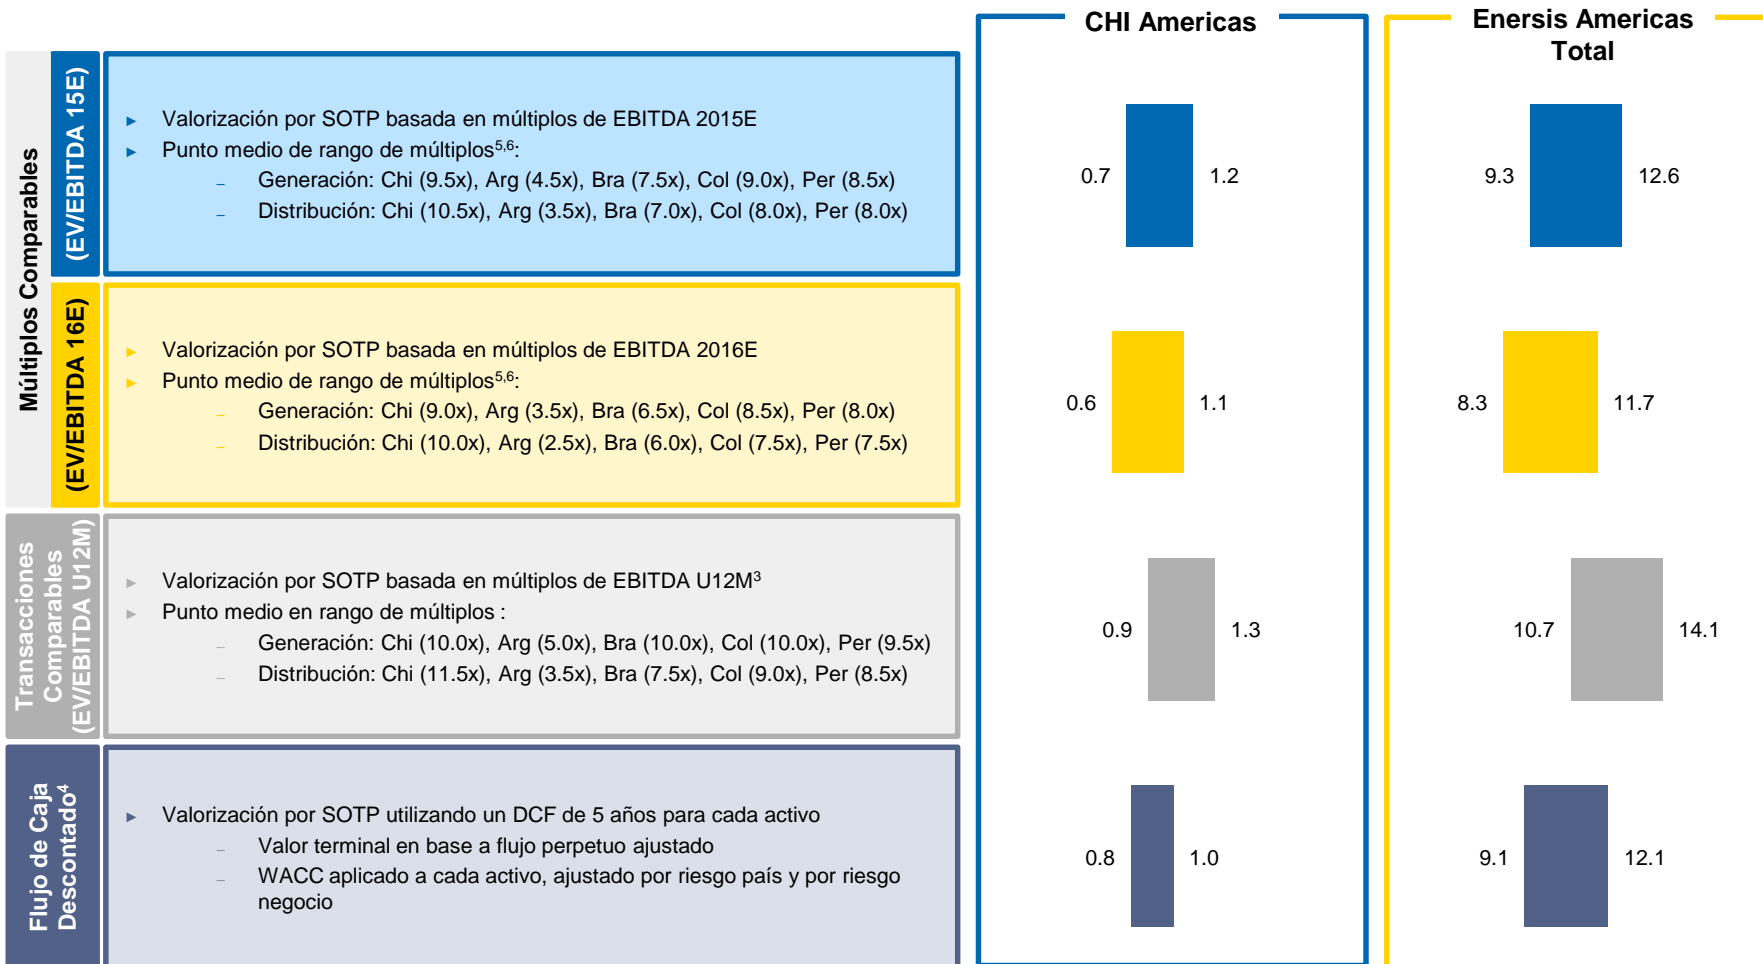 CHI Americas
Enersis Americas
Total
Múltiplos Comparables
(EV/EBITDA 15E)
► Valorización por SOTP basada en múltiplos de EBITDA 2015E
► Punto medio de rango de múltiplos5,6:
– Generación: Chi (9.5x), Arg (4.5x), Bra (7.5x), Col (9.0x), Per (8.5x)
– Distribución: Chi (10.5x), Arg (3.5x), Bra (7.0x), Col (8.0x), Per (8.0x)
0.7 1.2
9.3 12.6
(EV/EBITDA 16E)
► Valorización por SOTP basada en múltiplos de EBITDA 2016E
► Punto medio de rango de múltiplos5,6:
– Generación: Chi (9.0x), Arg (3.5x), Bra (6.5x), Col (8.5x), Per (8.0x)
– Distribución: Chi (10.0x), Arg (2.5x), Bra (6.0x), Col (7.5x), Per (7.5x)
0.6 1.1
8.3 11.7
Transacciones
Comparables
(EV/EBITDA U12M)
► Valorización por SOTP basada en múltiplos de EBITDA U12M3
► Punto medio en rango de múltiplos :
– Generación: Chi (10.0x), Arg (5.0x), Bra (10.0x), Col (10.0x), Per (9.5x)
– Distribución: Chi (11.5x), Arg (3.5x), Bra (7.5x), Col (9.0x), Per (8.5x)
0.9 1.3
10.7 14.1
Flujo de Caja
Descontado4
► Valorización por SOTP utilizando un DCF de 5 años para cada activo
– Valor terminal en base a flujo perpetuo ajustado
– WACC aplicado a cada activo, ajustado por riesgo país y por riesgo
negocio
0.8 1.0
9.1 12.1